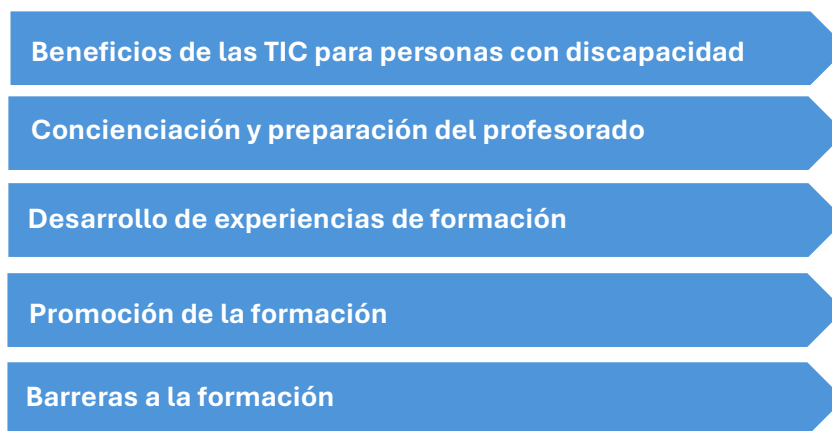 Beneficios de las TIC para personas con discapacidad
Concienciación y preparación del profesorado
Desarrollo de experiencias de formación
Promoción de la formación
Barreras a la formación